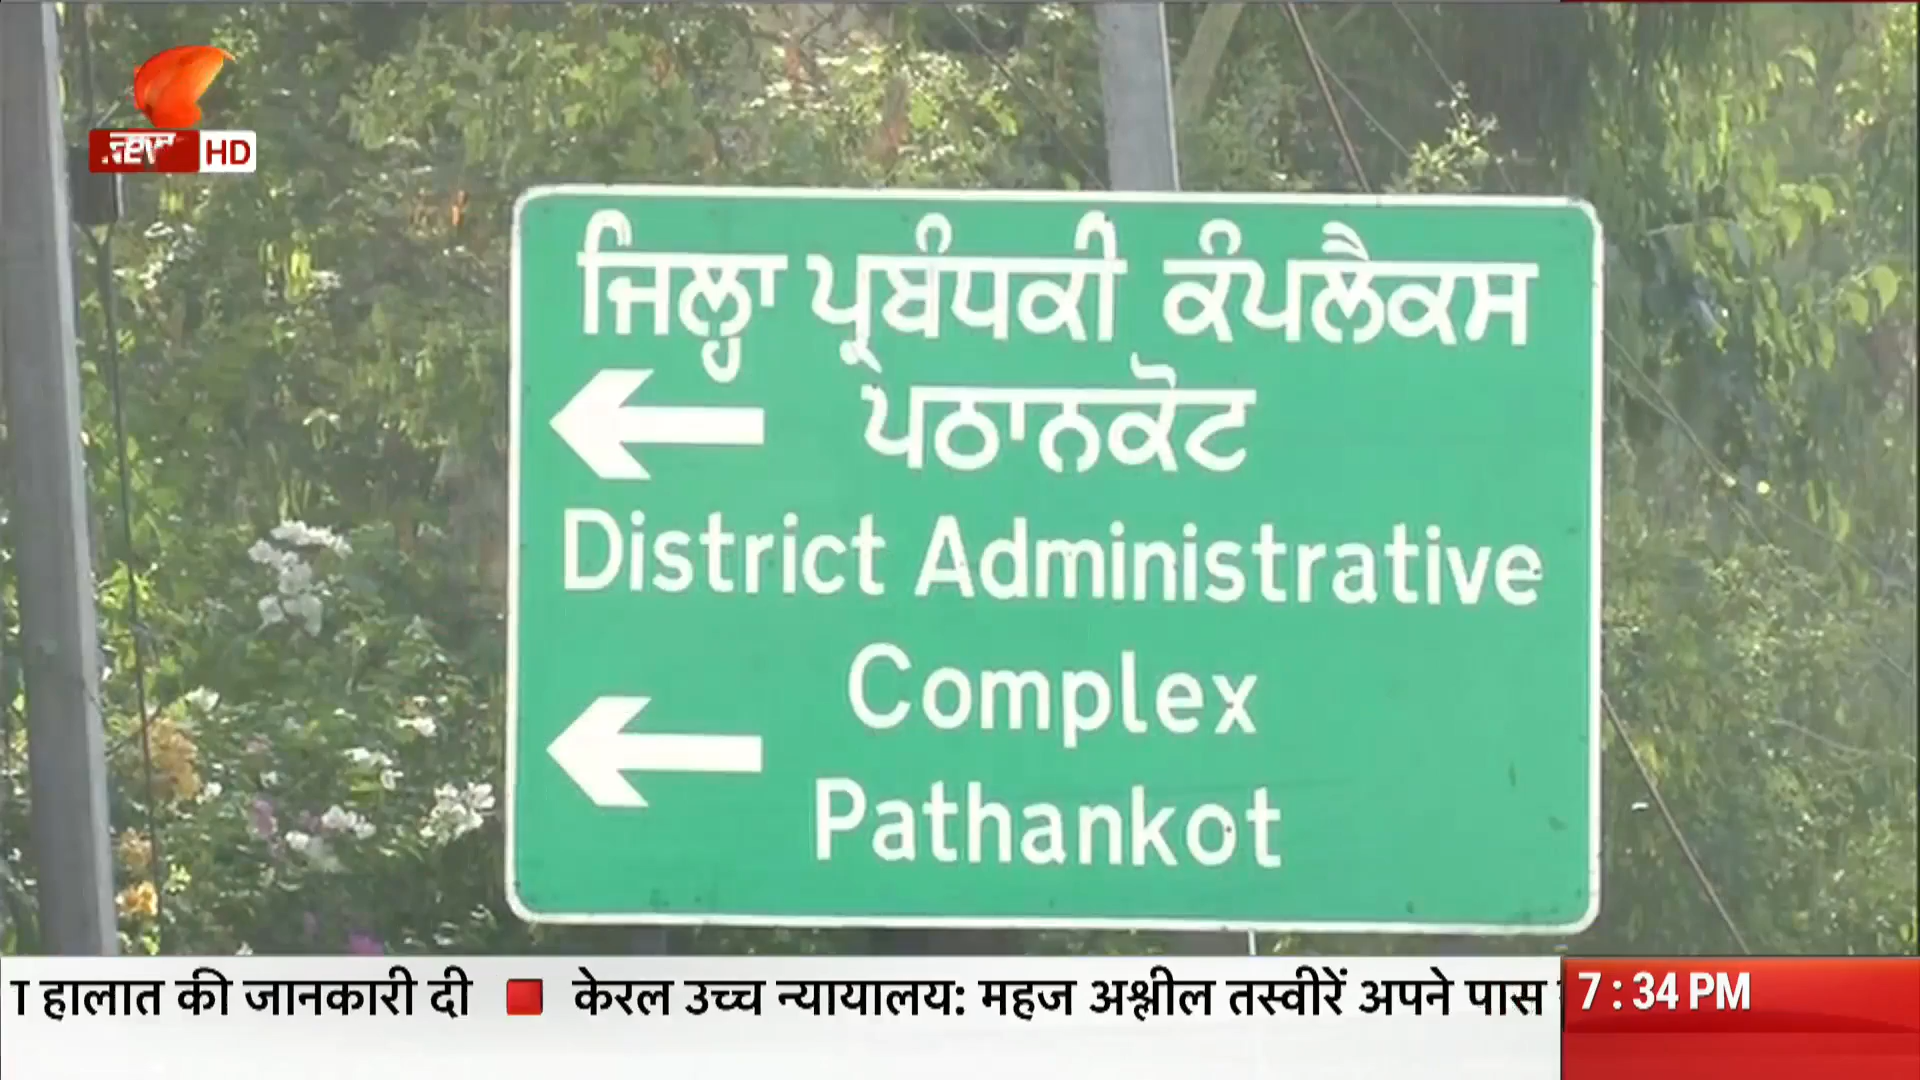 HD
ਜਿਲ੍ਹਾ ਪ੍ਰਬੰਧਕੀ ਕੰਪਲੈਕਸ
ਪਠਾਨਕੋਟ
District Administrative
Complex
Pathankot
हालात की जानकारी दी
केरल उच्च न्यायालय: महज अश्लील तस्वीरें अपने पास
7:34 PM